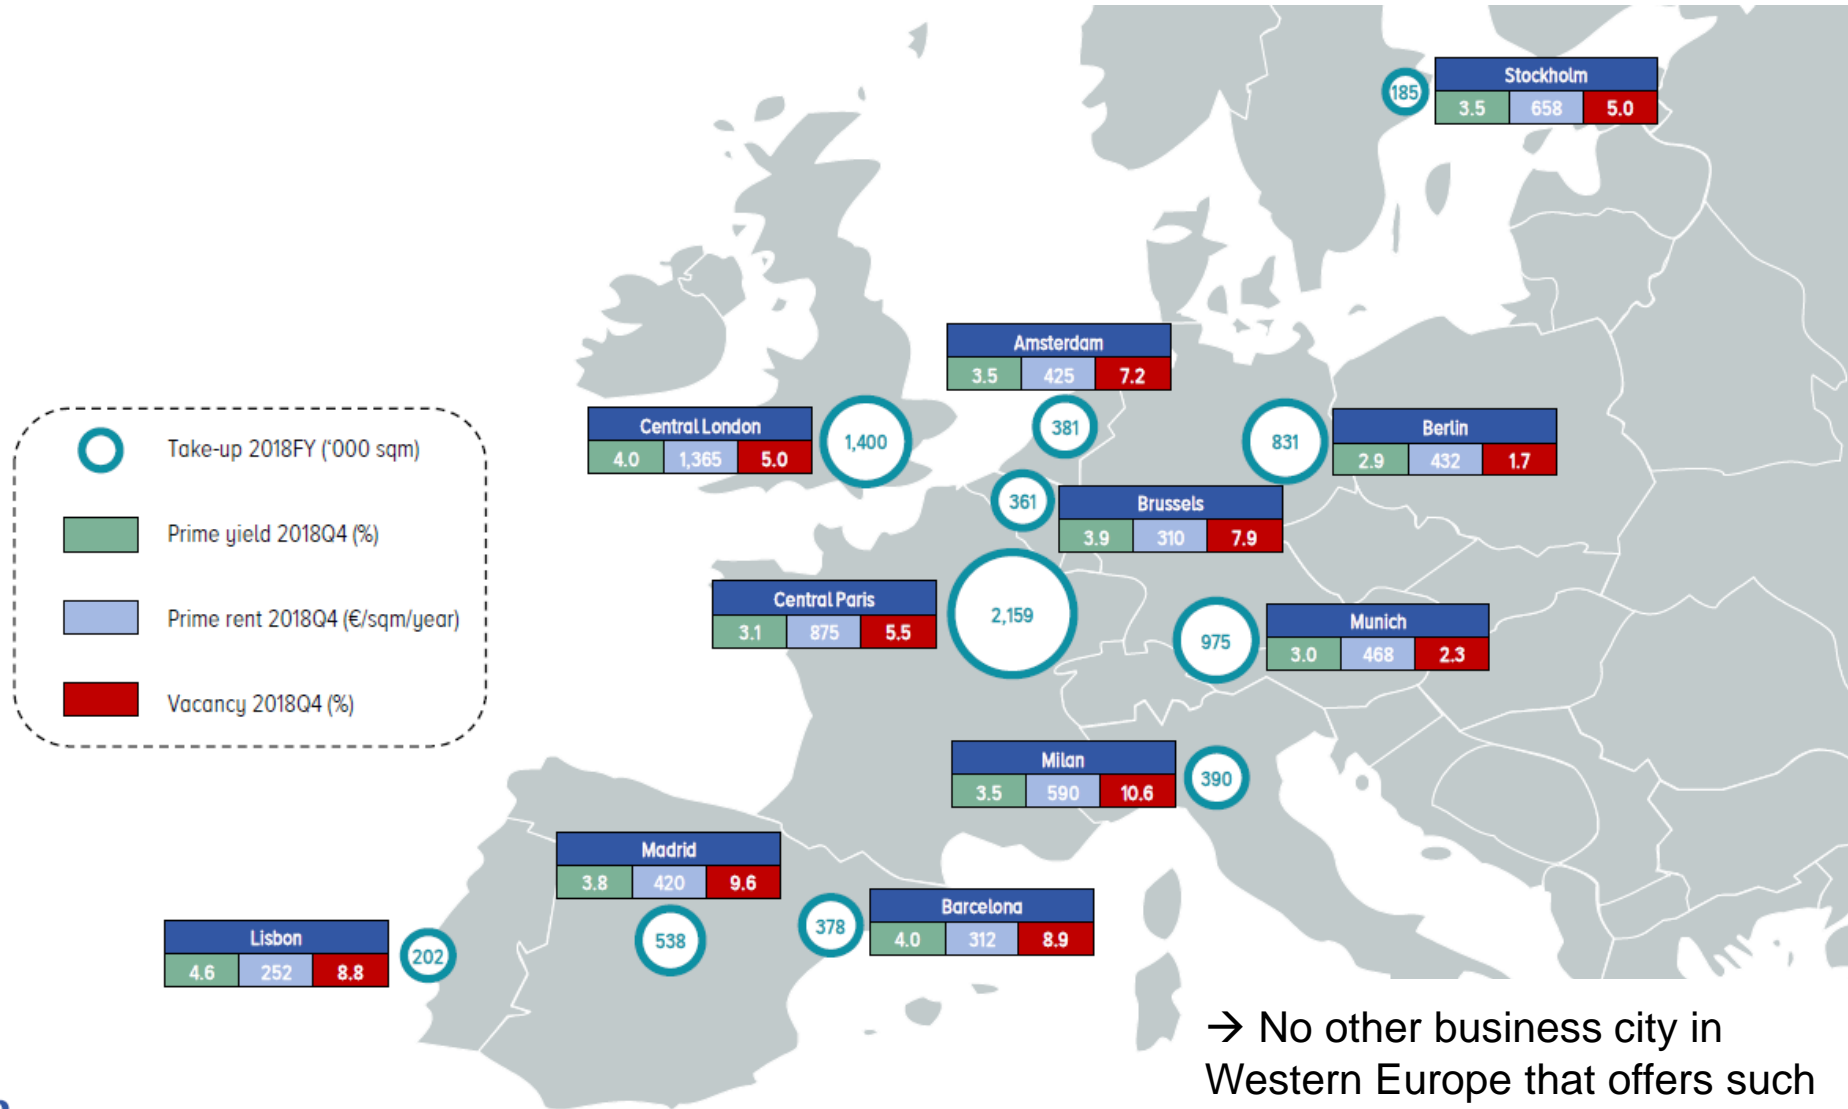 Stockholm
185
3.5 658 5.0
Amsterdam
3.5 425 7.2
381
Central London
4.0 1,365 5.0
1,400
831
Berlin
2.9 432 1.7
Take-up 2018FY (‘000 sqm)
Prime yield 2018Q4 (%)
Prime rent 2018Q4 (€/sqm/year)
Vacancy 2018Q4 (%)
361
Brussels
3.9 310 7.9
Central Paris
3.1 875 5.5
2,159
975
Munich
3.0 468 2.3
Milan
3.5 590 10.6
390
Madrid
3.8 420 9.6
538
378
Barcelona
4.0 312 8.9
Lisbon
4.6 252 8.8
202
→ No other business city in
Western Europe that offers such